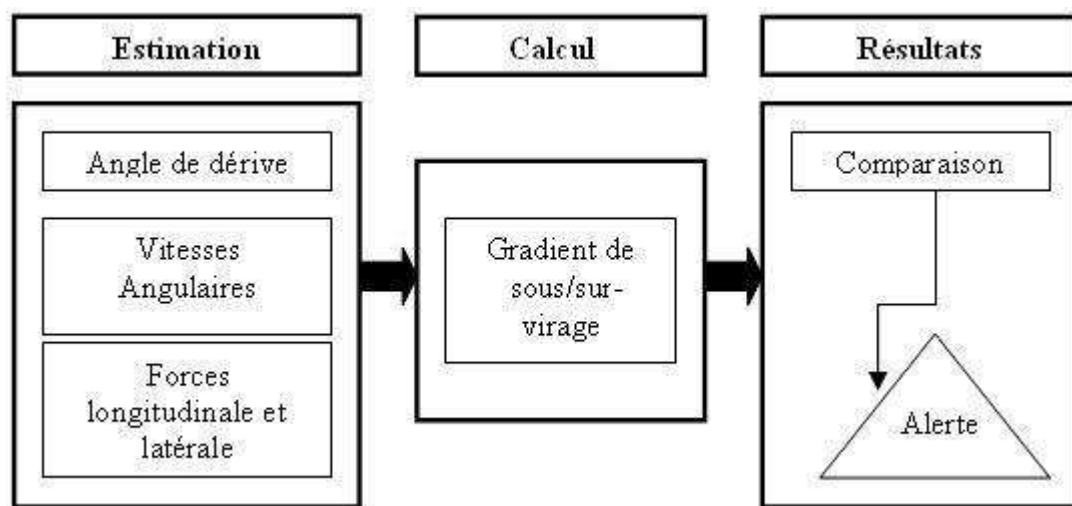 Estimation
Calcul
Résultats
Angle de dérive
Vitesses
Angulaires
Forces
longitudinale et
latérale
Gradient de
sous/sur-
virage
Comparaison
Alerte